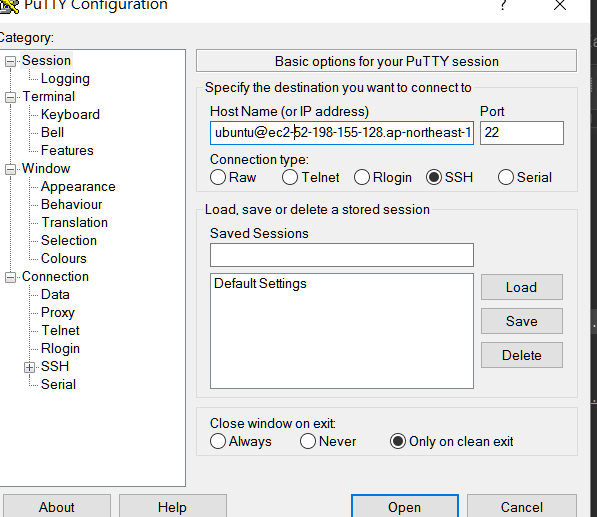 PuTTY Configuration
?
Category:
Session
Logging
Terminal
Keyboard
Bell
Features
Window
Appearance
Behaviour
Translation
Selection
Colours
Connection
Data
Proxy
Telnet
Rlogin
SSH
Serial
Basic options for your PuTTY session
Specify the destination you want to connect to
Host Name (or IP address) Port
ubuntu@ec2-52-198-155-128.ap-northeast-1 22
Connection type:
Raw Telnet Rlogin SSH Serial
Load, save or delete a stored session
Saved Sessions
Default Settings
Load
Save
Delete
Close window on exit:
Always Never Only on clean exit
About Help Open Cancel